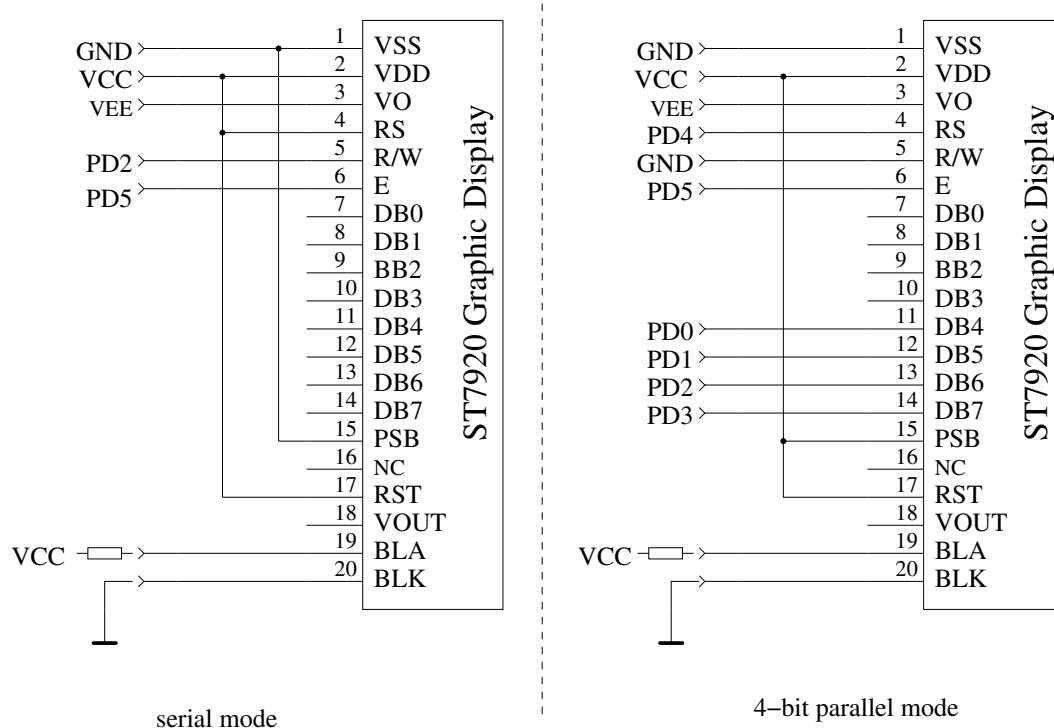 GND 1 VSS
VCC 2 VDD
VEE 3 VO
4 RS
PD2 5 R/W
PD5 6 E
7 DB0
8 DB1
9 BB2
10 DB3
11 DB4
12 DB5
13 DB6
14 DB7
15 PSB
16 NC
17 RST
18 VOUT
VCC 19 BLA
20 BLK
ST7920 Graphic Display
serial mode
GND 1 VSS
VCC 2 VDD
VEE 3 VO
PD4 4 RS
GND 5 R/W
PD5 6 E
7 DB0
8 DB1
9 BB2
10 DB3
PD0 11 DB4
PD1 12 DB5
PD2 13 DB6
PD3 14 DB7
15 PSB
16 NC
17 RST
18 VOUT
VCC 19 BLA
20 BLK
ST7920 Graphic Display
4−bit parallel mode